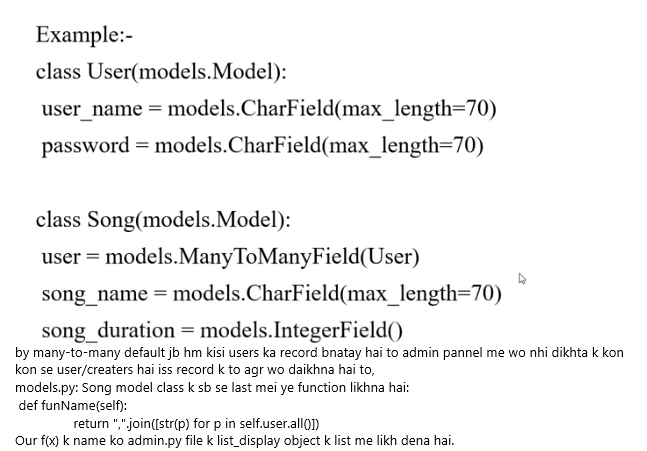 Example:-
class User(models.Model):
user_name = models.CharField(max_length=70)
password = models.CharField(max_length=70)
class Song(models.Model):
user = models.ManyToManyField(User)
song_name = models.CharField(max_length=70)
song_duration = models.IntegerField()
by many-to-many default jb hm kisi users ka record bnatay hai to admin pannel me wo nhi dikhta k kon
kon se user/creaters hai iss record k to agr wo daikhna hai to,
models.py: Song model class k sb se last mei ye function likhna hai:
def funName(self):
return ",".join([str(p) for p in self.user.all()])
Our f(x) k name ko admin.py file k list_display object k list me likh dena hai.